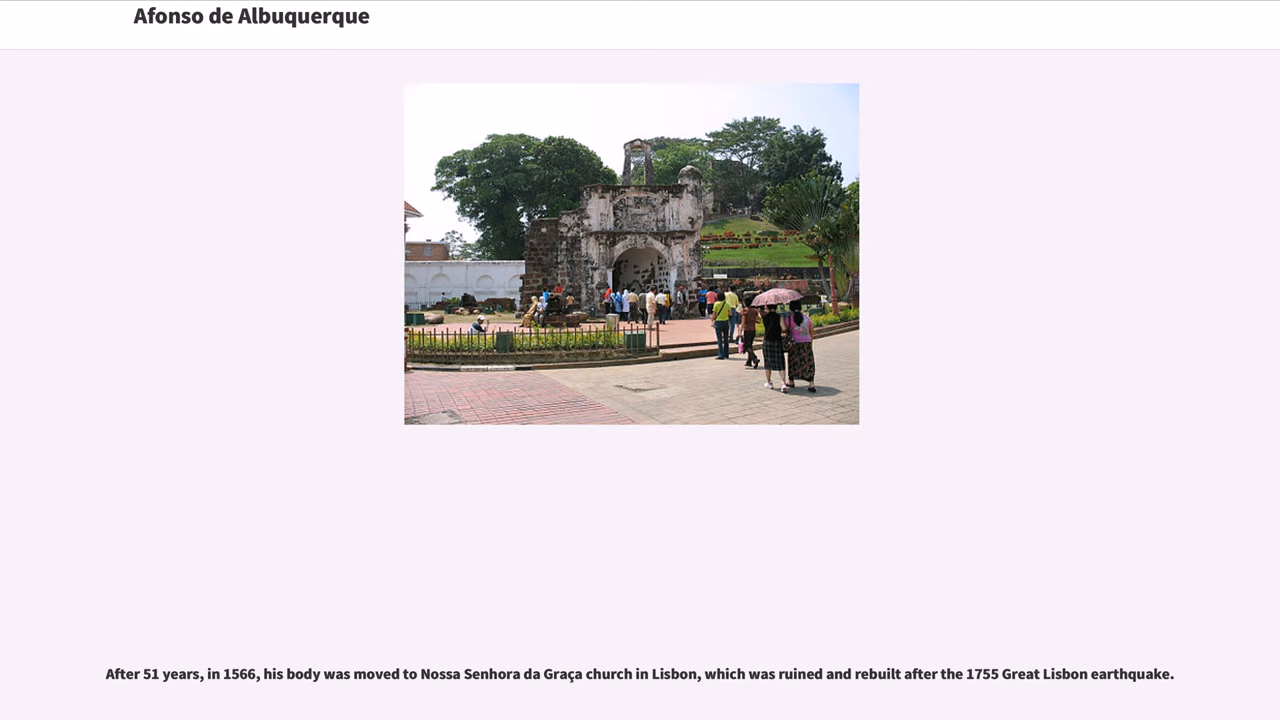 Afonso de Albuquerque
After 51 years, in 1566, his body was moved to Nossa Senhora da Graça church in Lisbon, which was ruined and rebuilt after the 1755 Great Lisbon earthquake.